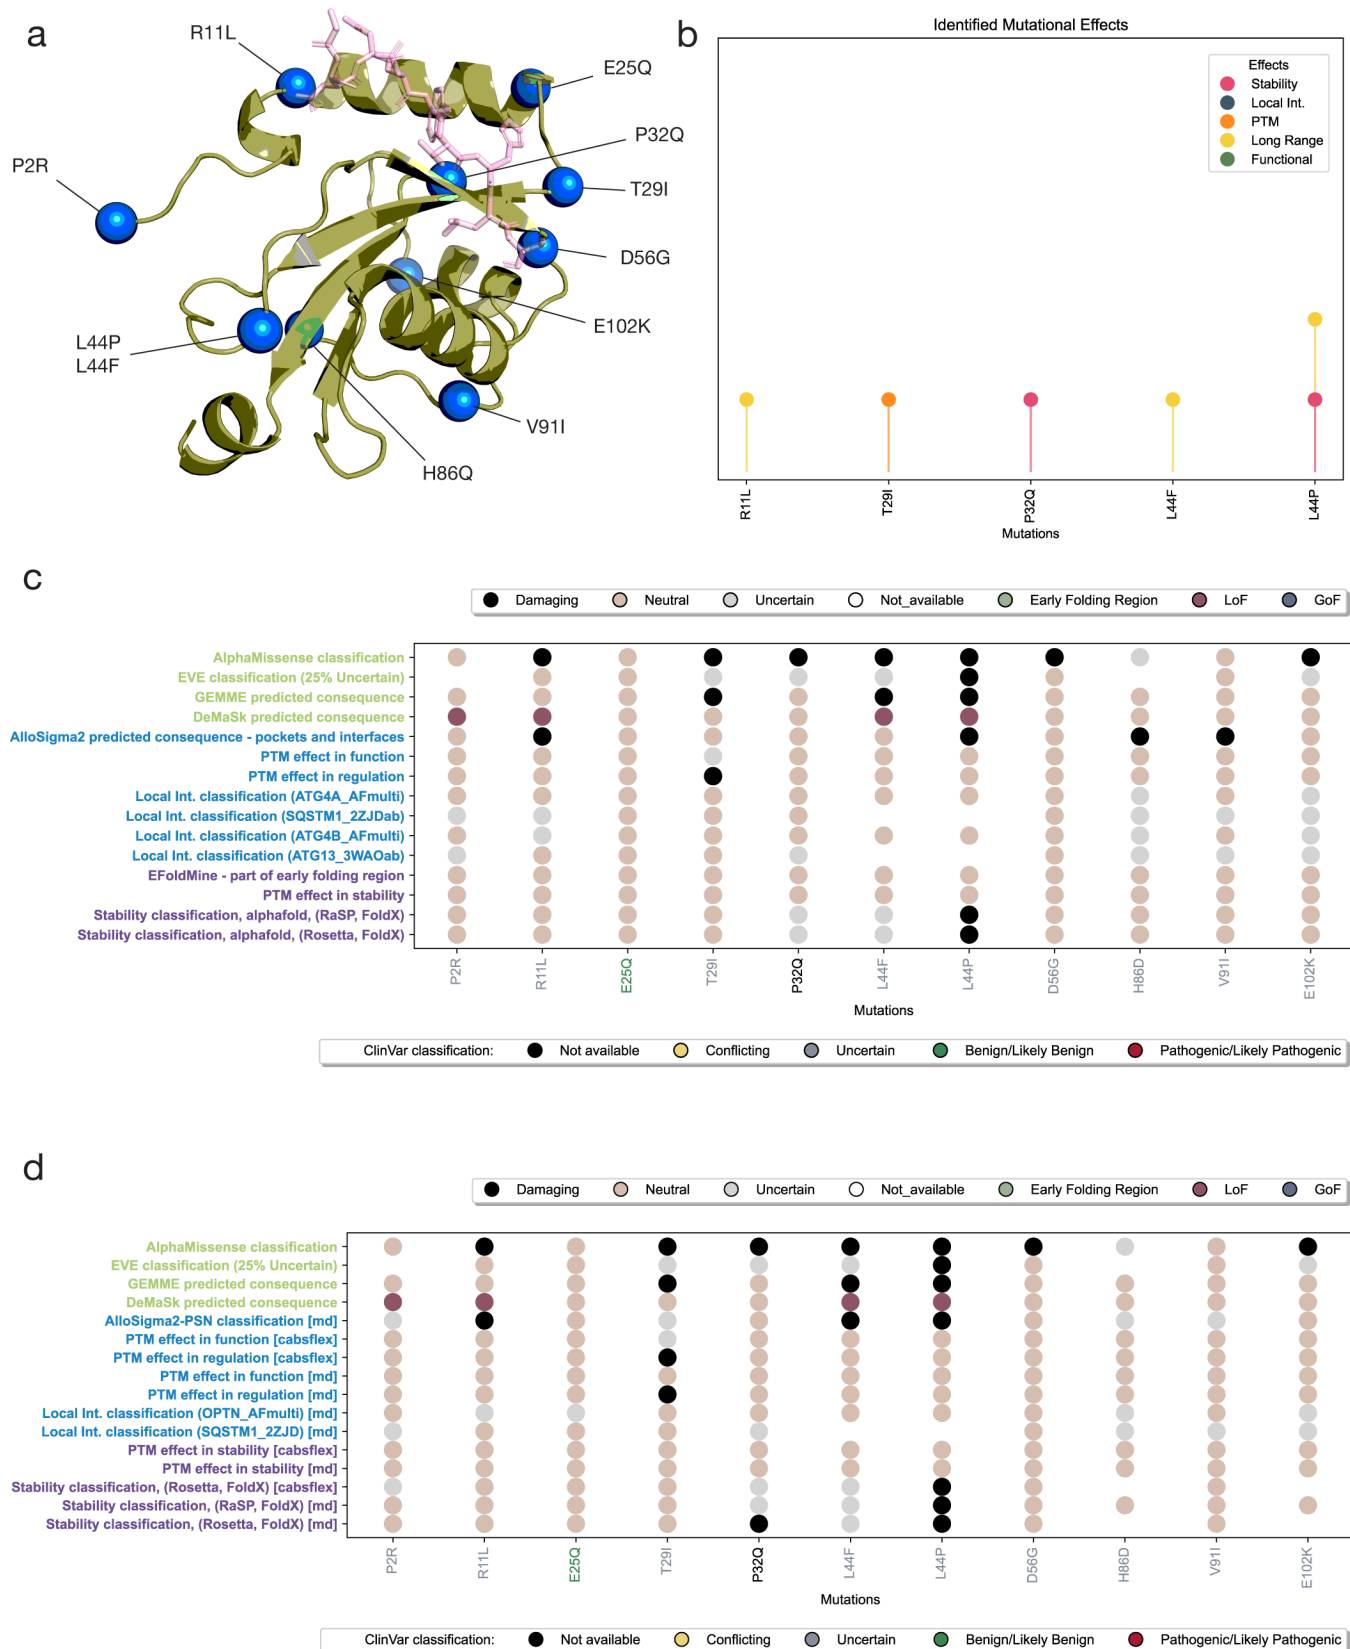 a
R11L
E25Q
P32Q
P2R
T29I
D56G
E102K
L44P
L44F
V91I
H86Q
b
Identified Mutational Effects
Effects
Stability
Local Int.
PTM
Long Range
Functional
R11L
T29I
P32Q
L44F
L44P
Mutations
c
Damaging
Neutral
Uncertain
Not_available
Early Folding Region
LoF
GoF
AlphaMissense classification
EVE classification (25% Uncertain)
GEMME predicted consequence
DeMaSk predicted consequence
AlloSigma2 predicted consequence - pockets and interfaces
PTM effect in function
PTM effect in regulation
Local Int. classification (ATG4A_AFmulti)
Local Int. classification (SQSTM1_2ZJDab)
Local Int. classification (ATG4B_AFmulti)
Local Int. classification (ATG13_3WAOab)
EFoldMine - part of early folding region
PTM effect in stability
Stability classification, alphafold, (RaSP, FoldX)
Stability classification, alphafold, (Rosetta, FoldX)
P2R
R11L
E25Q
T29I
P32Q
L44F
L44P
D56G
H86D
V91I
E102K
Mutations
ClinVar classification:
Not available
Conflicting
Uncertain
Benign/Likely Benign
Pathogenic/Likely Pathogenic
d
Damaging
Neutral
Uncertain
Not_available
Early Folding Region
LoF
GoF
AlphaMissense classification
EVE classification (25% Uncertain)
GEMME predicted consequence
DeMaSk predicted consequence
AlloSigma2-PSN classification [md]
PTM effect in function [cabsflex]
PTM effect in regulation [cabsflex]
PTM effect in function [md]
PTM effect in regulation [md]
Local Int. classification (OPTN_AFmulti) [md]
Local Int. classification (SQSTM1_2ZJD) [md]
PTM effect in stability [cabsflex]
PTM effect in stability [md]
Stability classification, (Rosetta, FoldX) [cabsflex]
Stability classification, (RaSP, FoldX) [md]
Stability classification, (Rosetta, FoldX) [md]
P2R
R11L
E25Q
T29I
P32Q
L44F
L44P
D56G
H86D
V91I
E102K
Mutations
ClinVar classification:
Not available
Conflicting
Uncertain
Benign/Likely Benign
Pathogenic/Likely Pathogenic